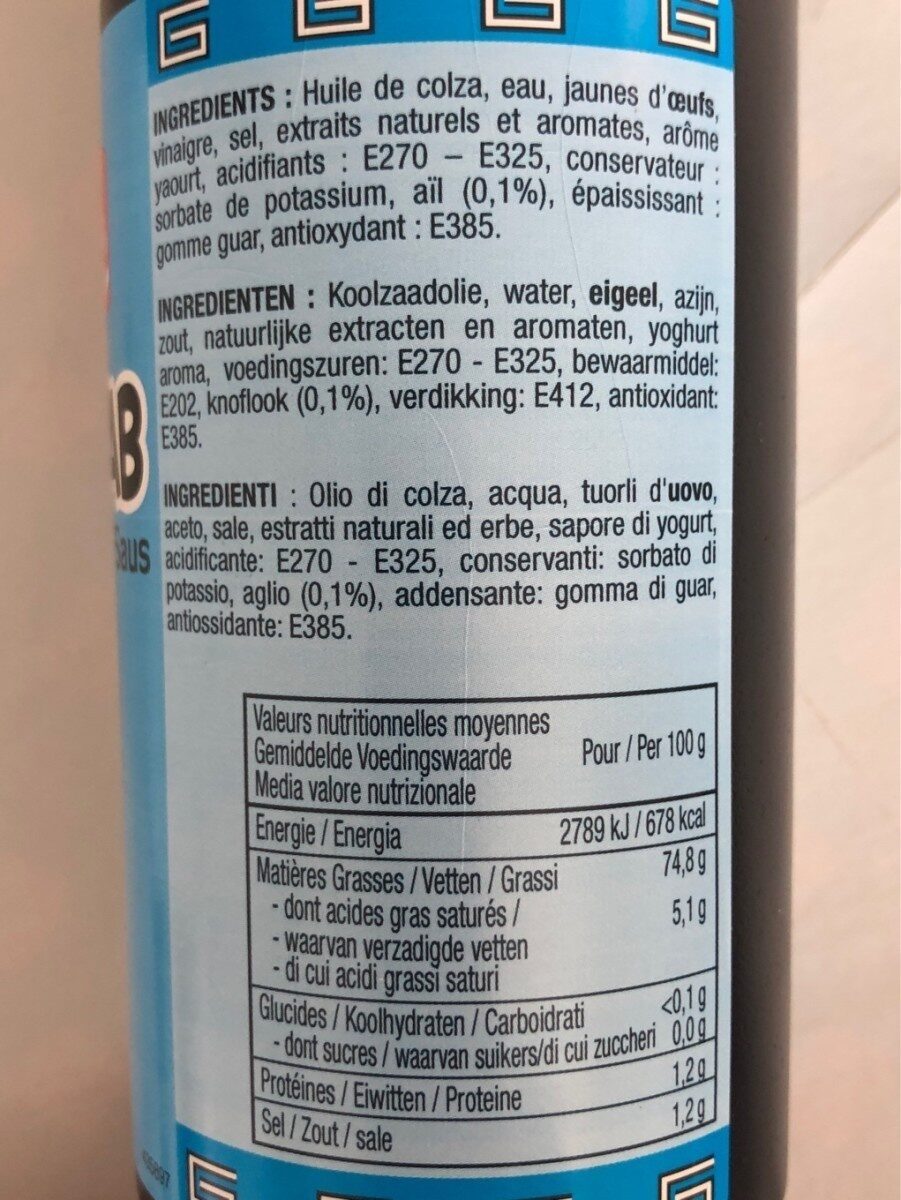 INGREDIENTS : Huile de colza, eau, jaunes d'œufs,
vinaigre, sel, extraits naturels et aromates, arôme
yaourt, acidifiants : E270 – E325, conservateur :
sorbate de potassium, aïl (0,1%), épaississant :
gomme guar, antioxydant : E385.
INGREDIENTEN : Koolzaadolie, water, eigeel, azijn,
zout, natuurlijke extracten en aromaten, yoghurt
aroma, voedingszuren: E270 - E325, bewaarmiddel:
E202, knoflook (0,1%), verdikking: E412, antioxidant:
E385.
AB
Saus
INGREDIENTI : Olio di colza, acqua, tuorli d'uovo,
aceto, sale, estratti naturali ed erbe, sapore di yogurt,
acidificante: E270 - E325, conservanti: sorbato di
potassio, aglio (0,1%), addensante: gomma di guar,
antiossidante: E385.
Valeurs nutritionnelles moyennes
Gemiddelde Voedingswaarde Pour / Per 100 g
Media valore nutrizionale
Energie / Energia 2789 kJ / 678 kcal
Matières Grasses / Vetten / Grassi 74,8 g
- dont acides gras saturés / 5,1 g
- waarvan verzadigde vetten
- di cui acidi grassi saturi
Glucides / Koolhydraten / Carboidrati <0,1 g
- dont sucres / waarvan suikers/di cui zuccheri 0,0 g
Protéines / Eiwitten / Proteine 1,2 g
Sel / Zout / sale 1,2 g